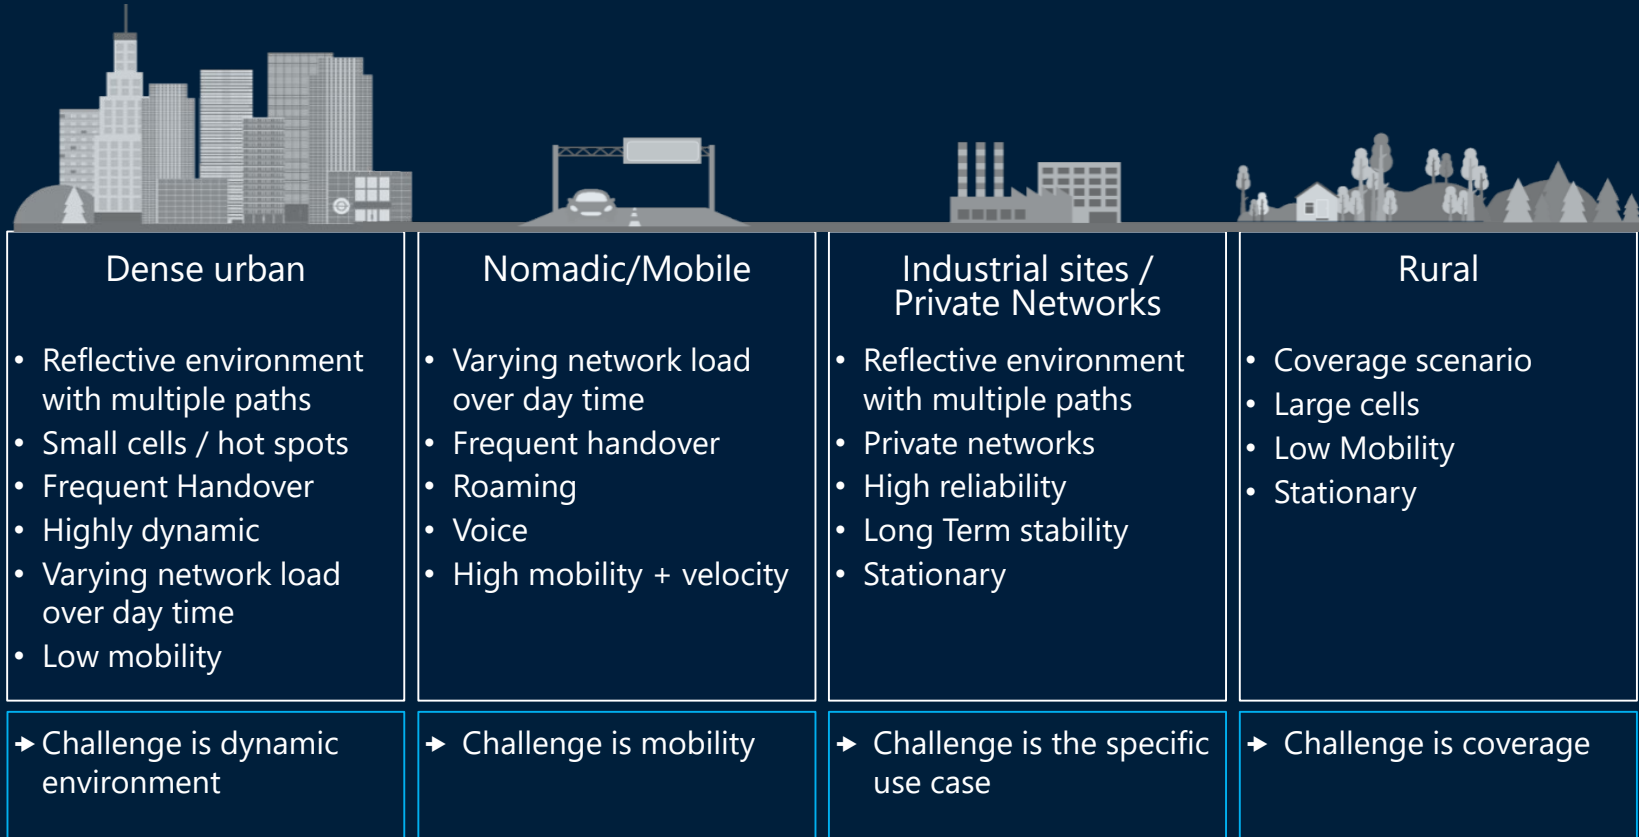 Dense urban
• Reflective environment
with multiple paths
• Small cells / hot spots
• Frequent Handover
• Highly dynamic
• Varying network load
over day time
• Low mobility
➔ Challenge is dynamic
environment
Nomadic/Mobile
• Varying network load
over day time
• Frequent handover
• Roaming
• Voice
• High mobility + velocity
➔ Challenge is mobility
Industrial sites /
Private Networks
• Reflective environment
with multiple paths
• Private networks
• High reliability
• Long Term stability
• Stationary
➔ Challenge is the specific
use case
Rural
• Coverage scenario
• Large cells
• Low Mobility
• Stationary
➔ Challenge is coverage